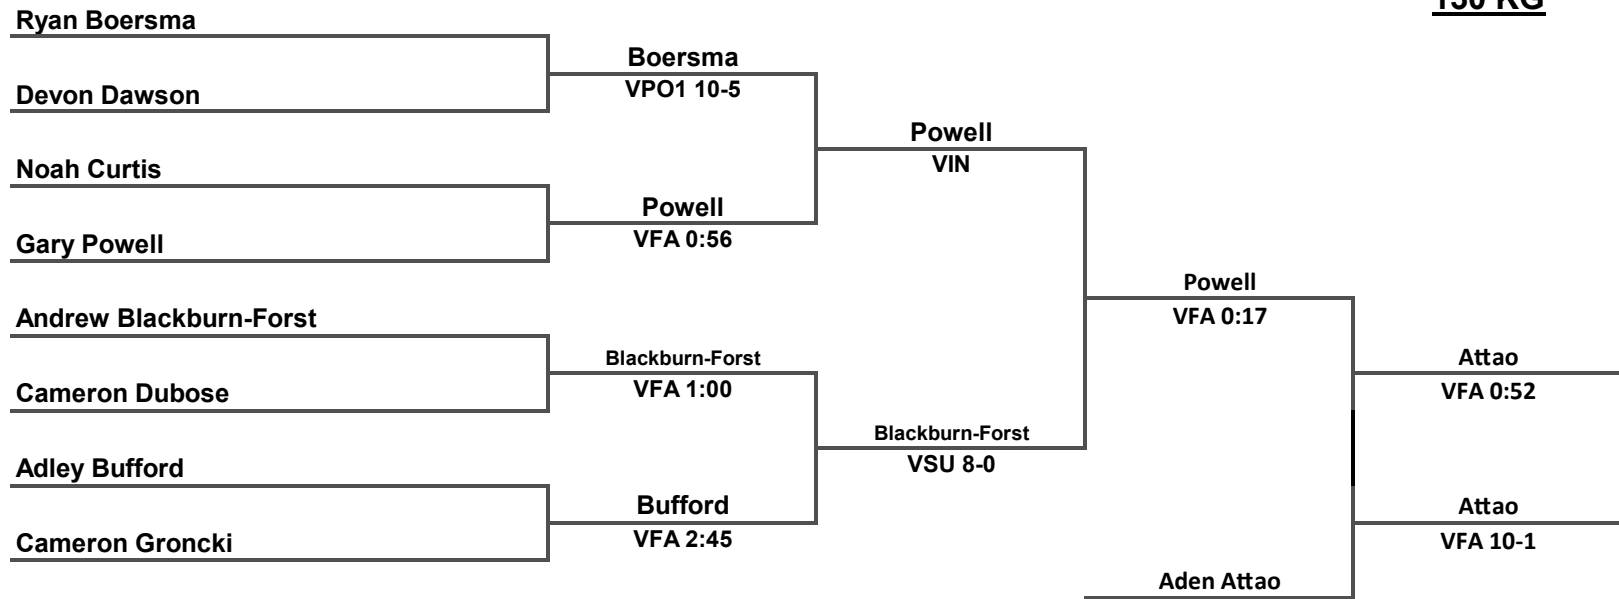 130 KG
Ryan Boersma
Boersma
Devon Dawson
VPO1 10-5
Powell
Noah Curtis
VIN
Powell
Gary Powell
VFA 0:56
Powell
Andrew Blackburn-Forst
VFA 0:17
Blackburn-Forst
Attao
Cameron Dubose
VFA 1:00
VFA 0:52
Blackburn-Forst
Adley Bufford
VSU 8-0
Bufford
Attao
Cameron Groncki
VFA 2:45
VFA 10-1
Aden Attao